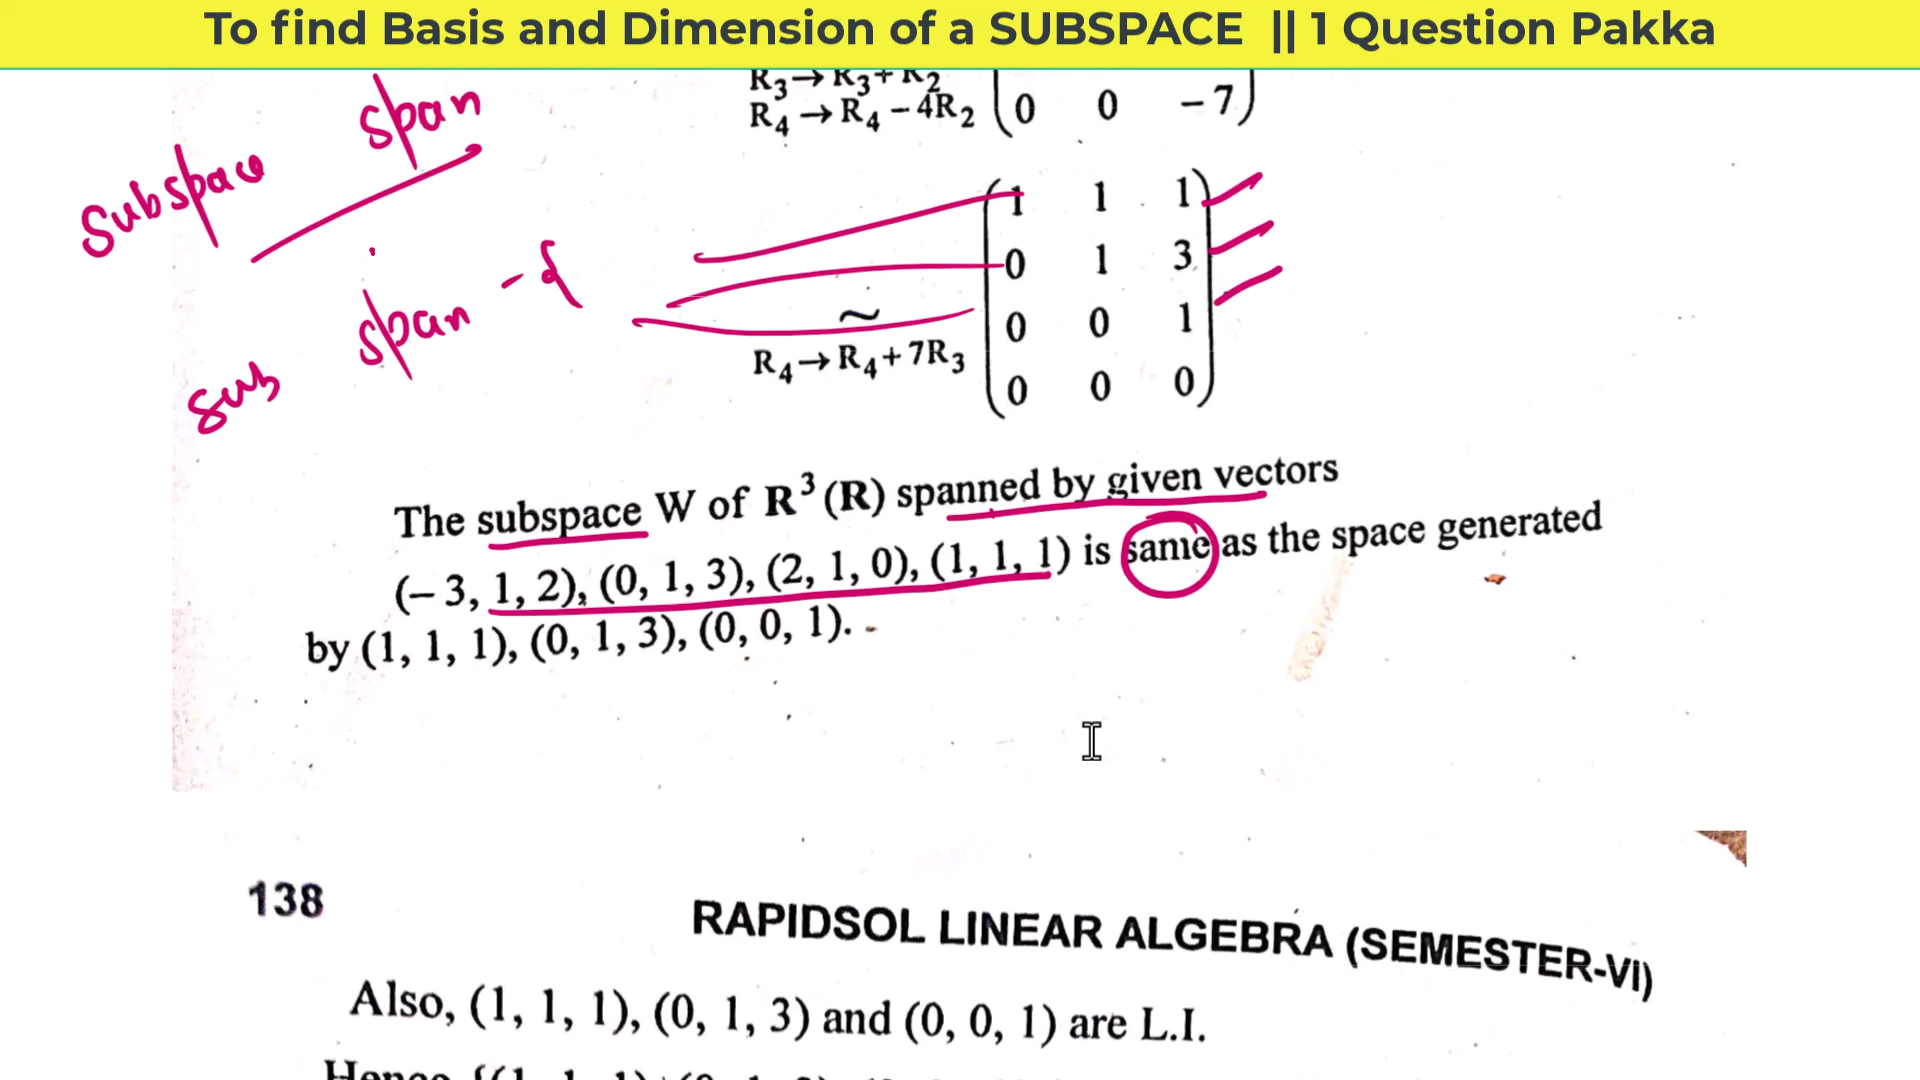 To find Basis and Dimension of a SUBSPACE || 1 Question Pakka
R3 → R3 + R2
R4 → R4 – 4R2 (0 0 –7)
subspace span
1 1 1
0 1 3
~ 0 0 1
R4 → R4 + 7R3
0 0 0
sub span - {
The subspace W of R³ (R) spanned by given vectors
(– 3, 1, 2), (0, 1, 3), (2, 1, 0), (1, 1, 1) is same as the space generated
by (1, 1, 1), (0, 1, 3), (0, 0, 1).
138
RAPIDSOL LINEAR ALGEBRA (SEMESTER-VI)
Also, (1, 1, 1), (0, 1, 3) and (0, 0, 1) are L.I.